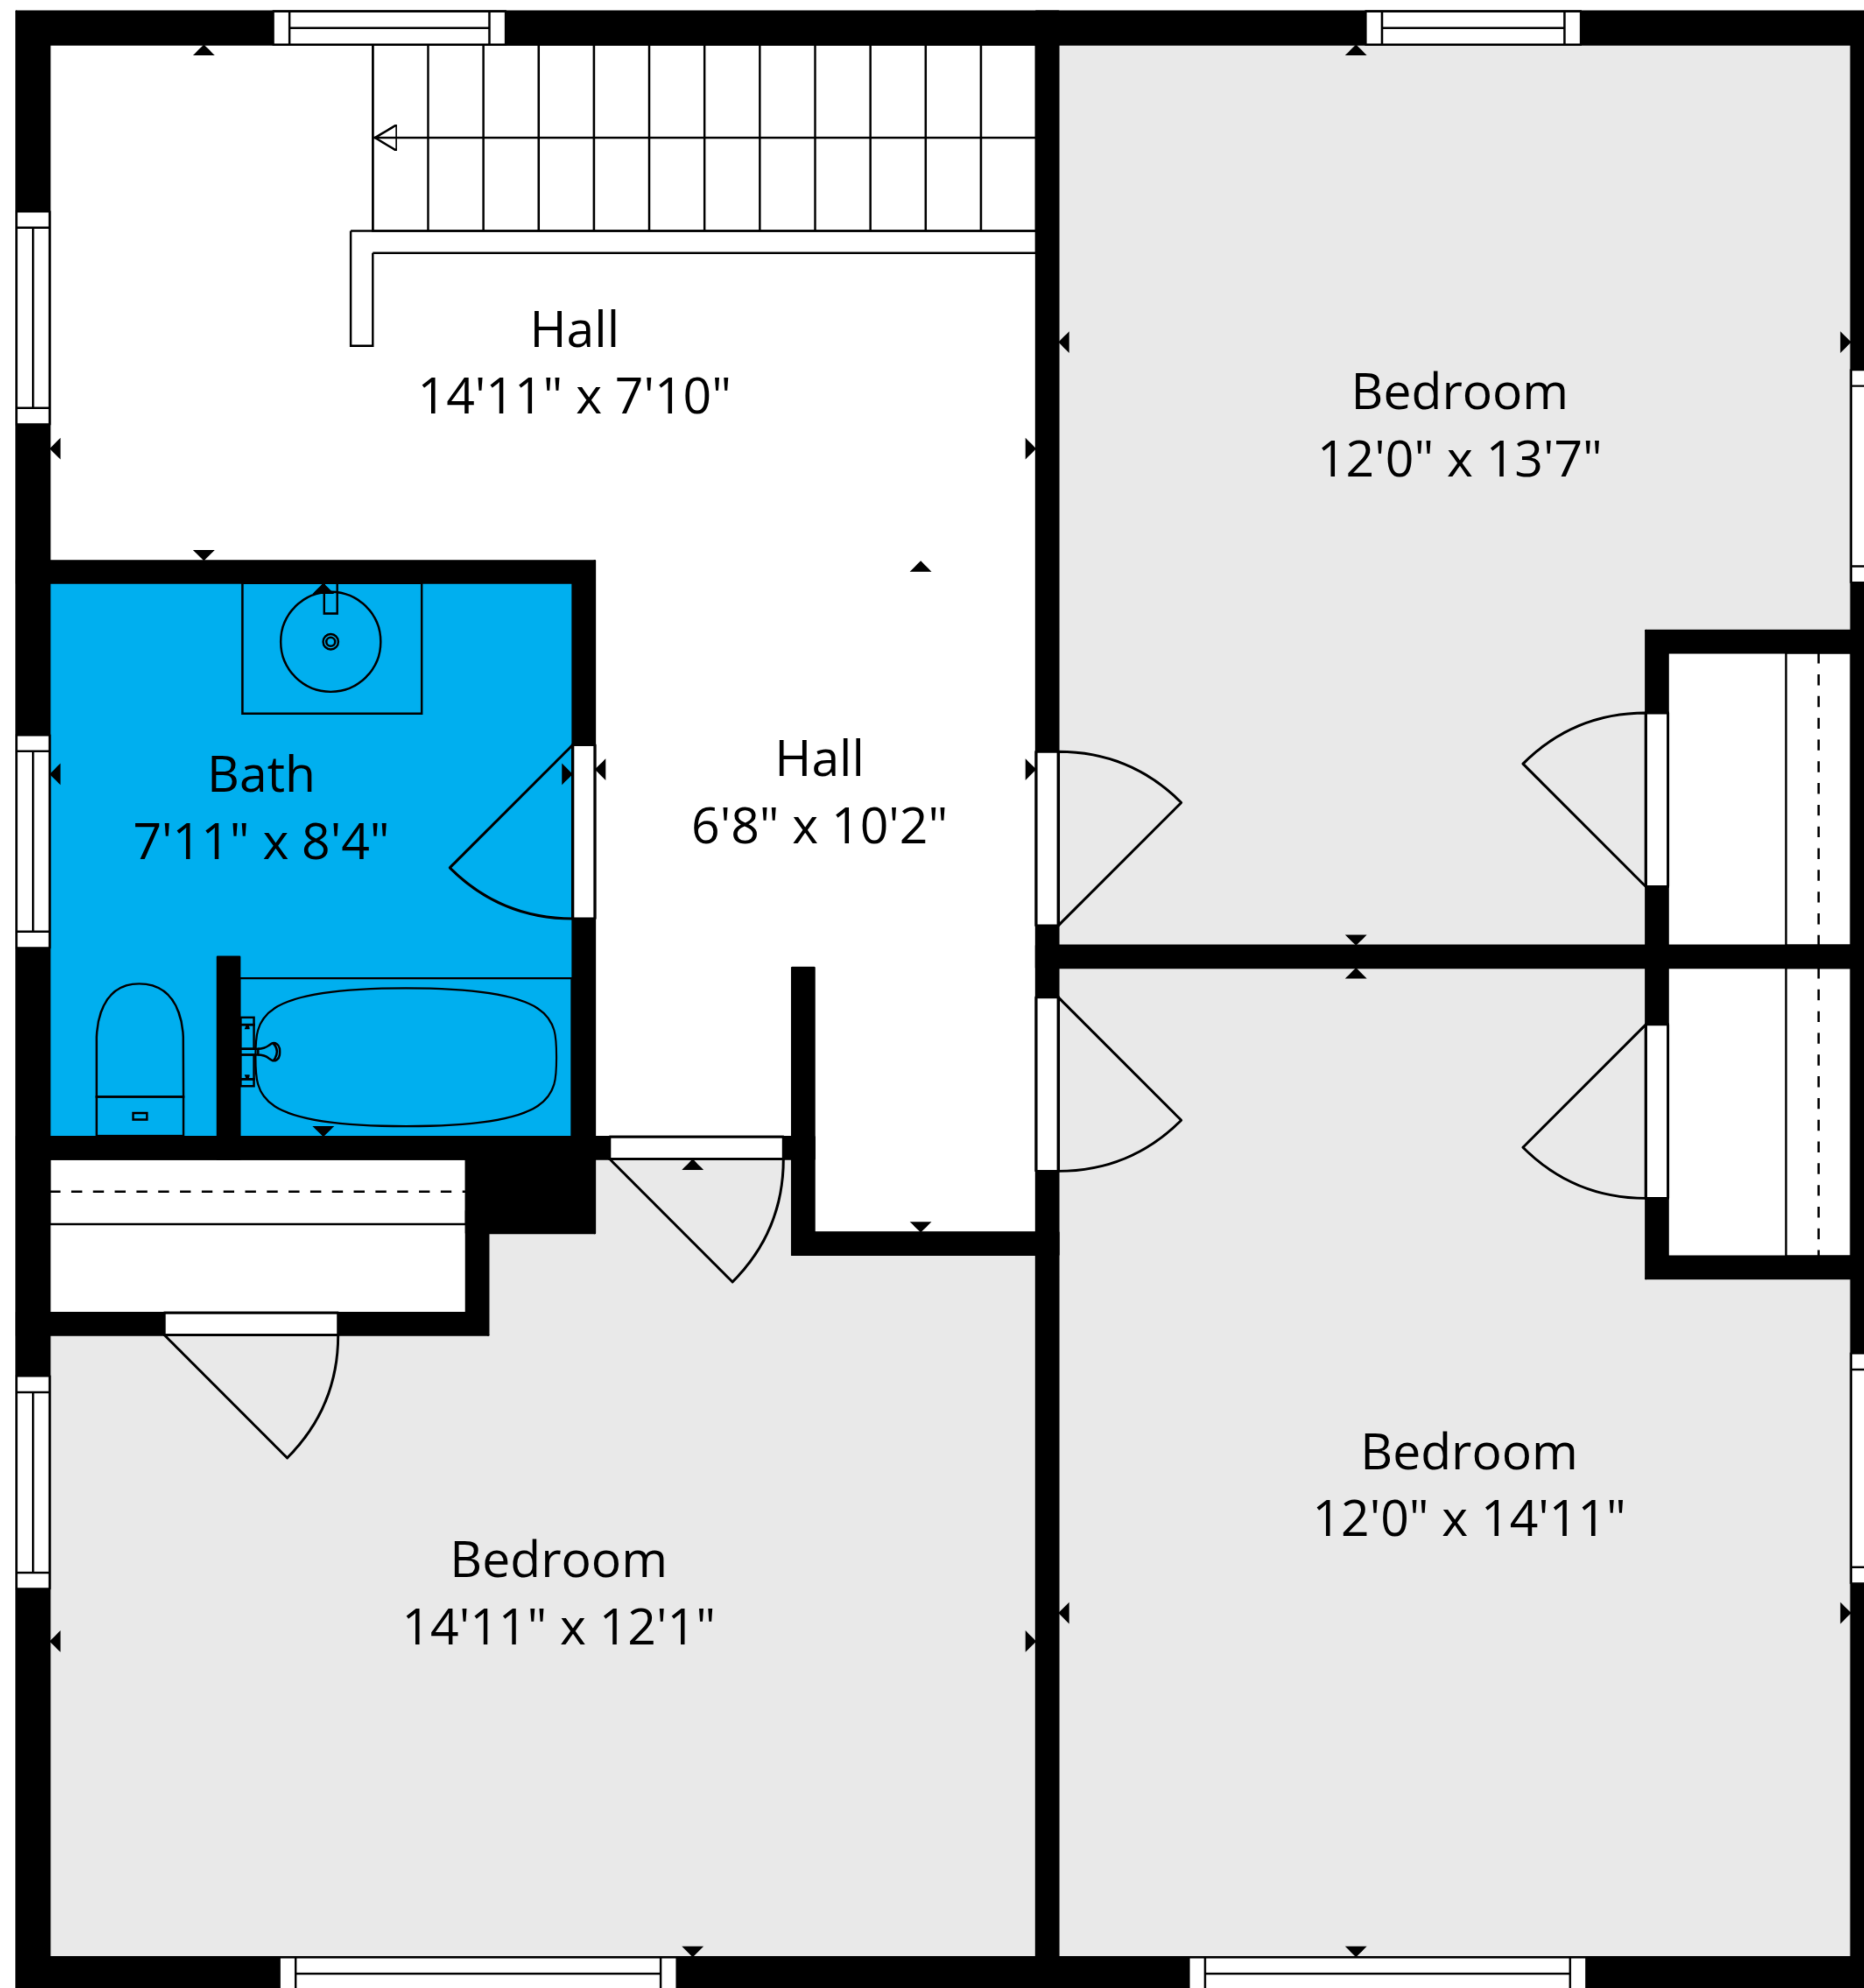 Hall
14'11" x 7'10"
Bedroom
12'0" x 13'7"
Bath
7'11" x 8'4"
Hall
6'8" x 10'2"
Bedroom
12'0" x 14'11"
Bedroom
14'11" x 12'1"